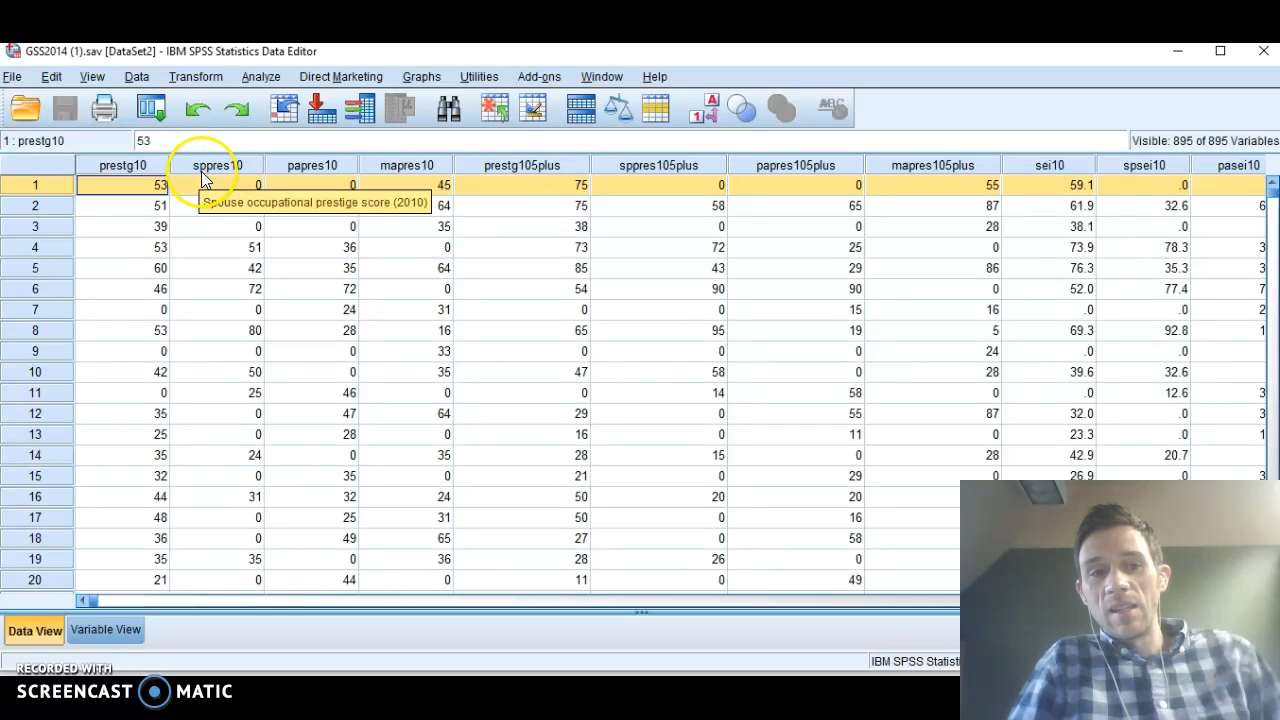 GSS2014 (1).sav [DataSet2] - IBM SPSS Statistics Data Editor
File Edit View Data Transform Analyze Direct Marketing Graphs Utilities Add-ons Window Help
1 : prestg10 53 Visible: 895 of 895 Variables
prestg10 sppres10 papres10 mapres10 prestg105plus sppres105plus papres105plus mapres105plus sei10 spsei10 pasei10
1 53 0 0 45 75 0 0 55 59.1 .0
Spouse occupational prestige score (2010)
2 51 64 75 58 65 87 61.9 32.6 6
3 39 0 0 35 38 0 0 28 38.1 .0
4 53 51 36 0 73 72 25 0 73.9 78.3 3
5 60 42 35 64 85 43 29 86 76.3 35.3 3
6 46 72 72 0 54 90 90 0 52.0 77.4 7
7 0 0 24 31 0 0 15 16 .0 .0 2
8 53 80 28 16 65 95 19 5 69.3 92.8 1
9 0 0 0 33 0 0 0 24 .0 .0
10 42 50 0 35 47 58 0 28 39.6 32.6
11 0 25 46 0 0 14 58 0 .0 12.6 3
12 35 0 47 64 29 0 55 87 32.0 .0 3
13 25 0 28 0 16 0 11 0 23.3 .0 1
14 35 24 0 35 28 15 0 28 42.9 20.7
15 32 0 35 0 21 0 29 0 26.9 .0 3
16 44 31 32 24 50 20 20
17 48 0 25 31 50 0 16
18 36 0 49 65 27 0 58
19 35 35 0 36 28 26 0
20 21 0 44 0 11 0 49
Data View Variable View
IBM SPSS Statisti
RECORDED WITH
SCREENCAST MATIC